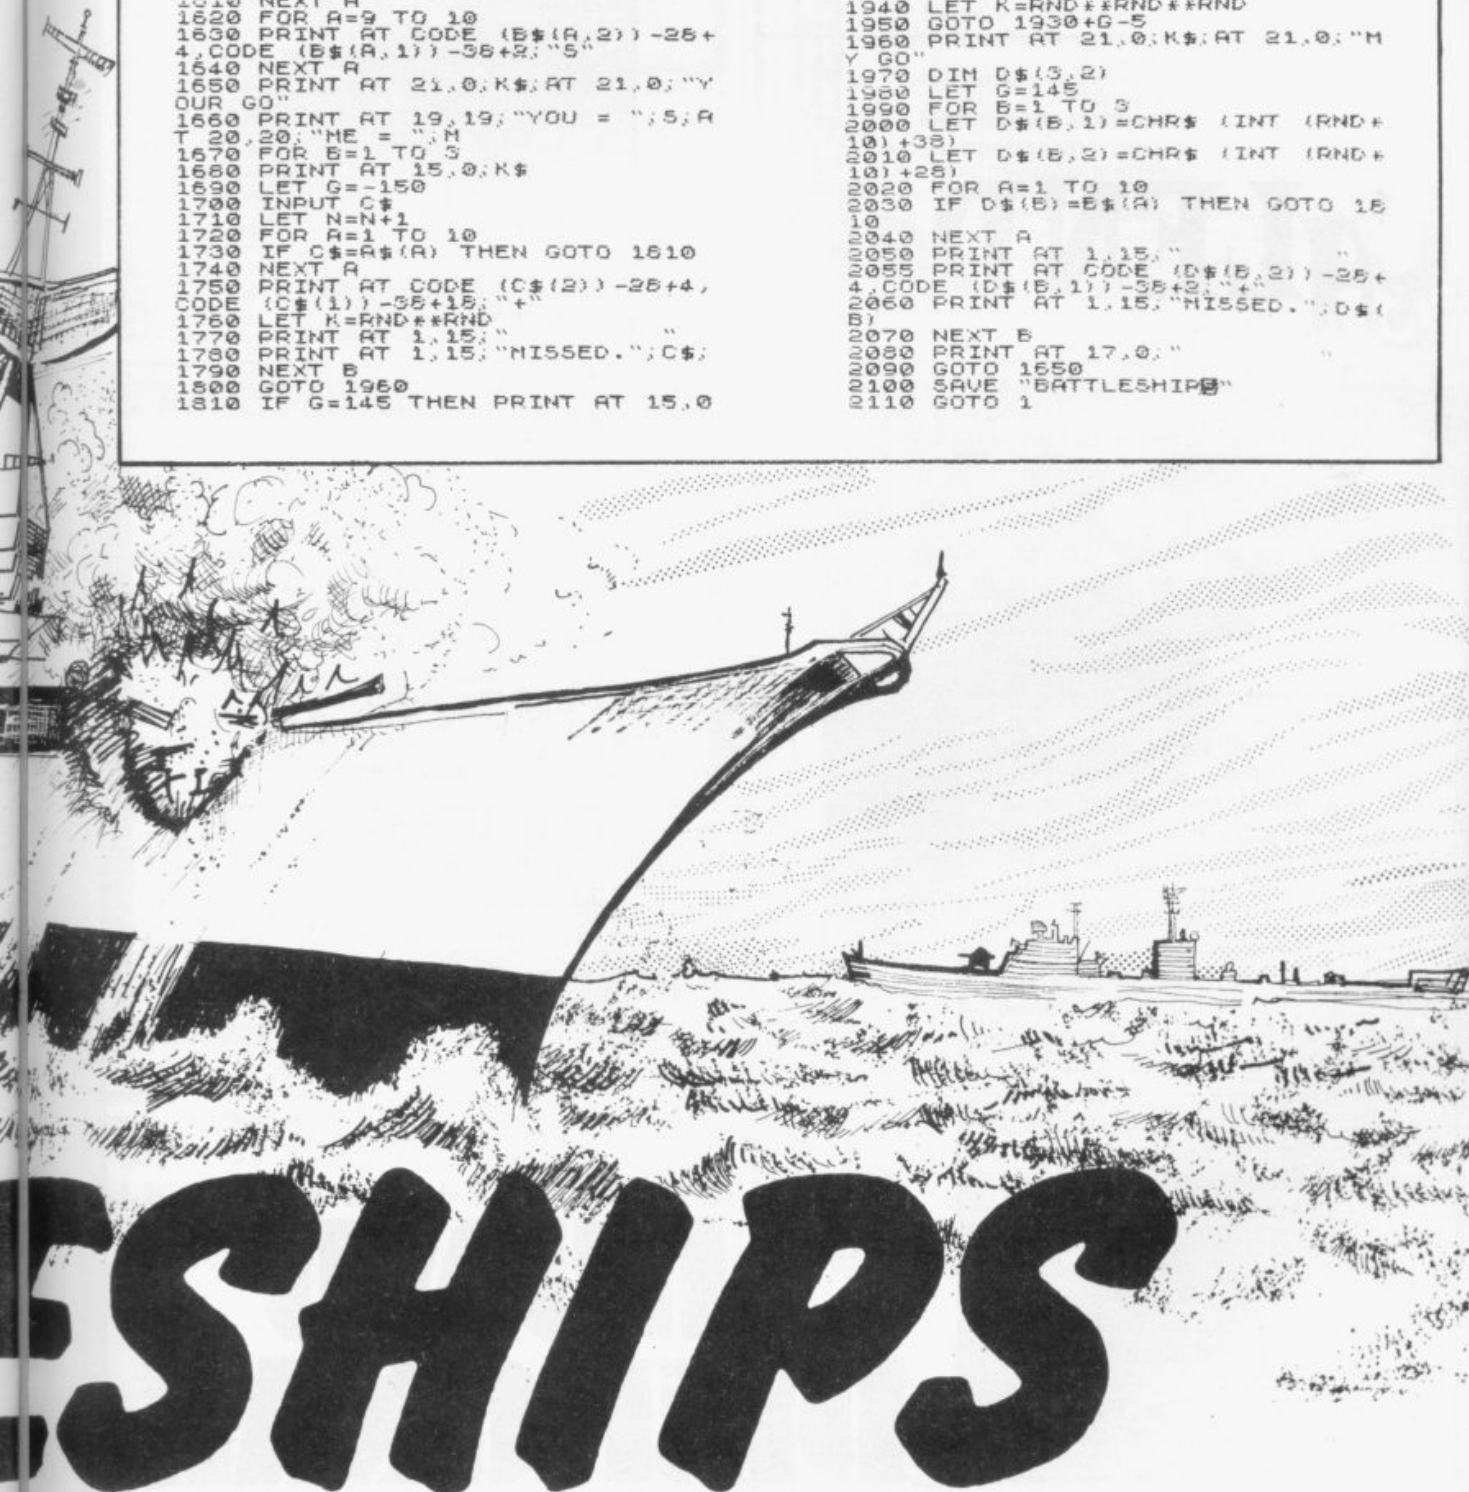 1610 NEXT A
1620 FOR A=9 TO 10
1630 PRINT AT CODE (B$(A,2))-28+
4,CODE (B$(A,1))-38+2;"S"
1640 NEXT A
1650 PRINT AT 21,0;K$;AT 21,0;"Y
OUR GO"
1660 PRINT AT 19,19;"YOU = ";S;A
T 20,20;"ME = ";M
1670 FOR B=1 TO 3
1680 PRINT AT 15,0;K$
1690 LET G=-150
1700 INPUT C$
1710 LET N=N+1
1720 FOR A=1 TO 10
1730 IF C$=A$(A) THEN GOTO 1810
1740 NEXT A
1750 PRINT AT CODE (C$(2))-28+4,
CODE (C$(1))-38+18;"+"
1760 LET K=RND**RND
1770 PRINT AT 1,15;"            "
1780 PRINT AT 1,15;"MISSED.";C$;
1790 NEXT B
1800 GOTO 1960
1810 IF G=145 THEN PRINT AT 15,0
1940 LET K=RND**RND**RND
1950 GOTO 1930+G-5
1960 PRINT AT 21,0;K$;AT 21,0;"M
Y GO"
1970 DIM D$(3,2)
1980 LET G=145
1990 FOR B=1 TO 3
2000 LET D$(B,1)=CHR$ (INT (RND*
10)+38)
2010 LET D$(B,2)=CHR$ (INT (RND*
10)+28)
2020 FOR A=1 TO 10
2030 IF D$(B)=B$(A) THEN GOTO 18
10
2040 NEXT A
2050 PRINT AT 1,15;"            "
2055 PRINT AT CODE (D$(B,2))-28+
4,CODE (D$(B,1))-38+2;"+"
2060 PRINT AT 1,15;"MISSED.";D$(
B)
2070 NEXT B
2080 PRINT AT 17,0;"          "
2090 GOTO 1650
2100 SAVE "BATTLESHIPS"
2110 GOTO 1
ESHIPS